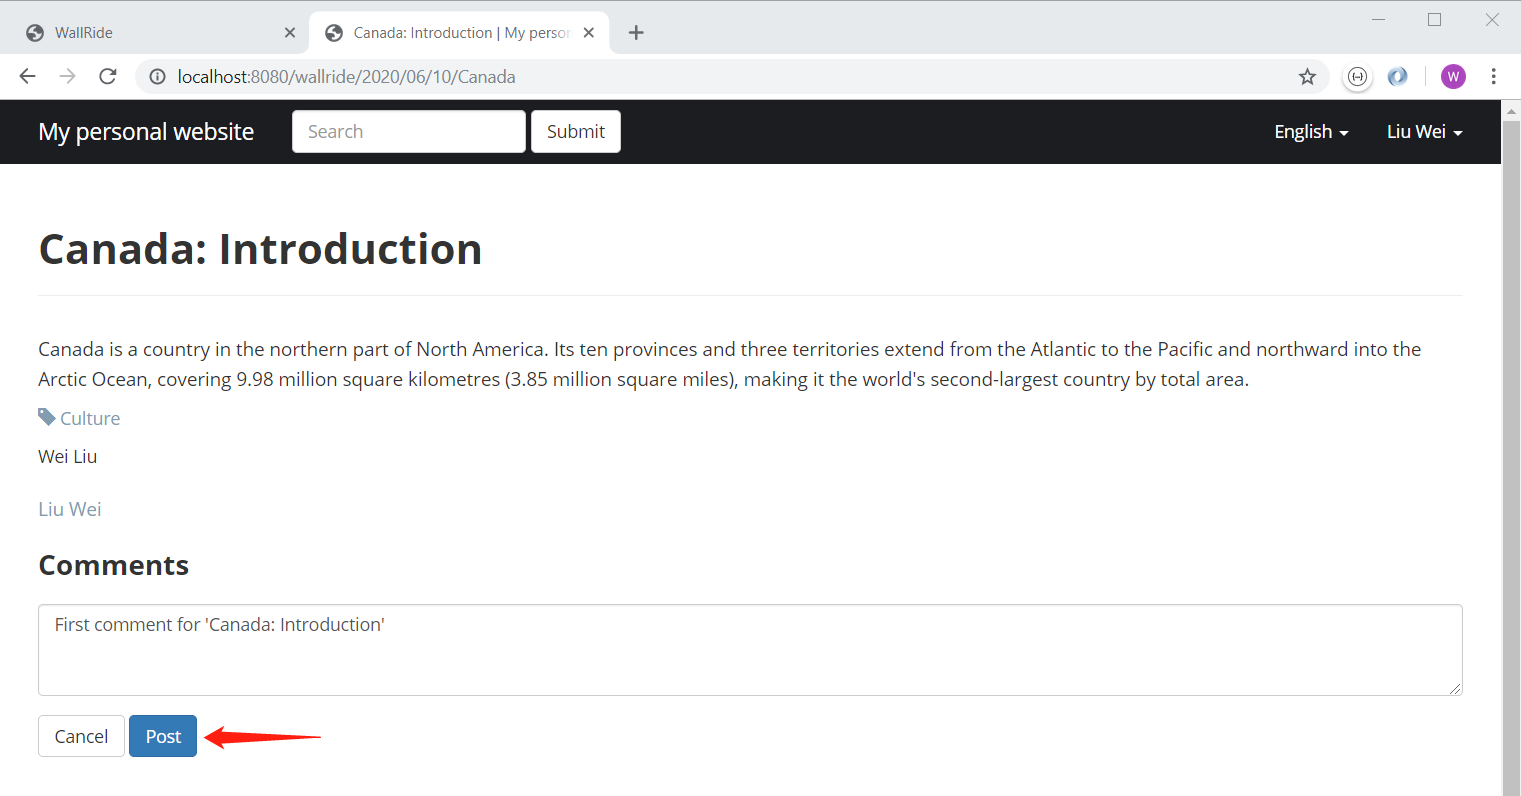 WallRide
Canada: Introduction | My person
localhost:8080/wallride/2020/06/10/Canada
W
My personal website
Search
Submit
English
Liu Wei
Canada: Introduction
Canada is a country in the northern part of North America. Its ten provinces and three territories extend from the Atlantic to the Pacific and northward into the
Arctic Ocean, covering 9.98 million square kilometres (3.85 million square miles), making it the world's second-largest country by total area.
Culture
Wei Liu
Liu Wei
Comments
First comment for 'Canada: Introduction'
Cancel
Post